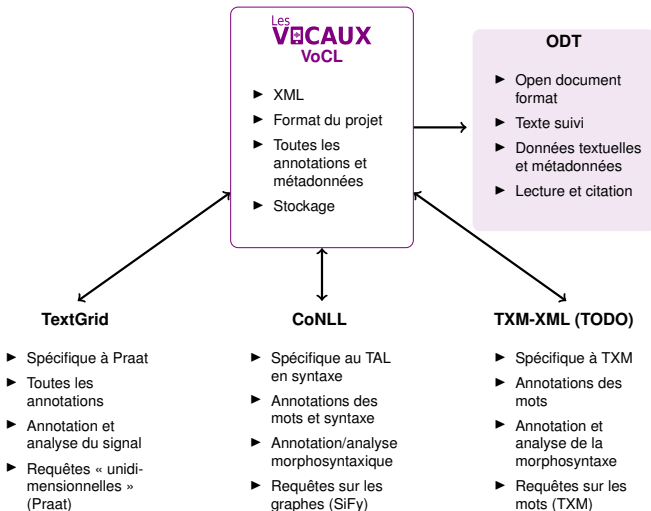 Les
VOCAUX
VoCL
► XML
► Format du projet
► Toutes les
annotations et
métadonnées
► Stockage
ODT
► Open document
format
► Texte suivi
► Données textuelles
et métadonnées
► Lecture et citation
TextGrid
► Spécifique à Praat
► Toutes les
annotations
► Annotation et
analyse du signal
► Requêtes « unidi-
mensionnelles »
(Praat)
CoNLL
► Spécifique au TAL
en syntaxe
► Annotations des
mots et syntaxe
► Annotation/analyse
morphosyntaxique
► Requêtes sur les
graphes (SiFy)
TXM-XML (TODO)
► Spécifique à TXM
► Annotations des
mots
► Annotation et
analyse de la
morphosyntaxe
► Requêtes sur les
mots (TXM)